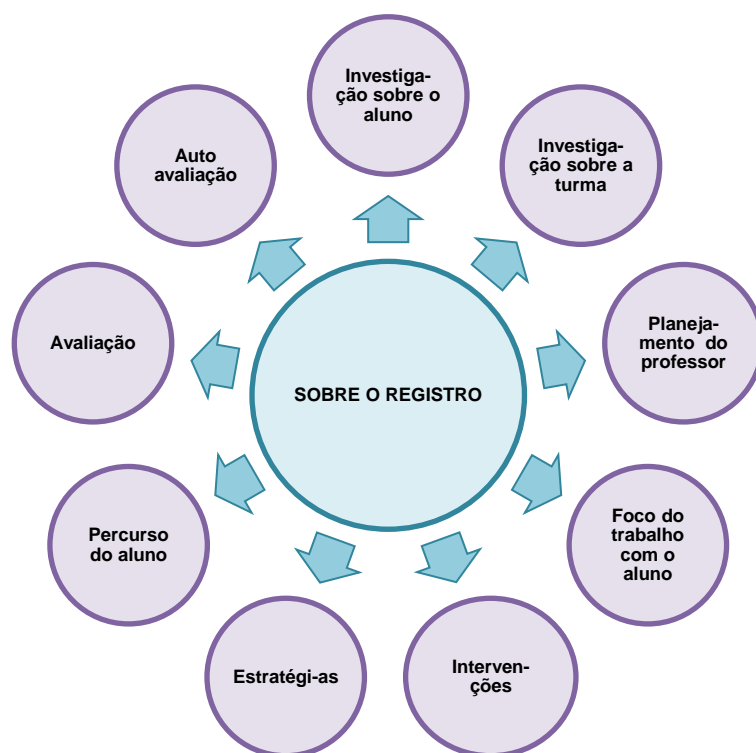 Investiga-
ção sobre o
aluno
Investiga-
ção sobre a
turma
Planeja-
mento do
professor
Foco do
trabalho
com o
aluno
Interven-
ções
Estratégi-as
Percurso
do aluno
Avaliação
Auto
avaliação
SOBRE O REGISTRO